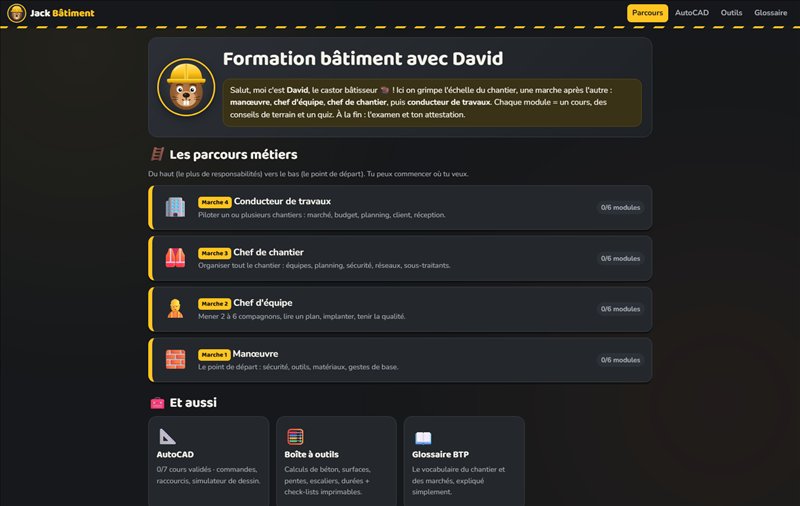 Jack Bâtiment
Parcours
AutoCAD
Outils
Glossaire
Formation bâtiment avec David
Salut, moi c'est David, le castor bâtisseur 🦫 ! Ici on grimpe l'échelle du chantier, une marche après l'autre :
manœuvre, chef d'équipe, chef de chantier, puis conducteur de travaux. Chaque module = un cours, des
conseils de terrain et un quiz. À la fin : l'examen et ton attestation.
Les parcours métiers
Du haut (le plus de responsabilités) vers le bas (le point de départ). Tu peux commencer où tu veux.
Marche 4 Conducteur de travaux
Piloter un ou plusieurs chantiers : marché, budget, planning, client, réception.
0/6 modules
Marche 3 Chef de chantier
Organiser tout le chantier : équipes, planning, sécurité, réseaux, sous-traitants.
0/6 modules
Marche 2 Chef d'équipe
Mener 2 à 6 compagnons, lire un plan, implanter, tenir la qualité.
0/6 modules
Marche 1 Manœuvre
Le point de départ : sécurité, outils, matériaux, gestes de base.
0/6 modules
Et aussi
AutoCAD
0/7 cours validés · commandes,
raccourcis, simulateur de dessin.
Boîte à outils
Calculs de béton, surfaces,
pentes, escaliers, durées +
check-lists imprimables.
Glossaire BTP
Le vocabulaire du chantier et
des marchés, expliqué
simplement.